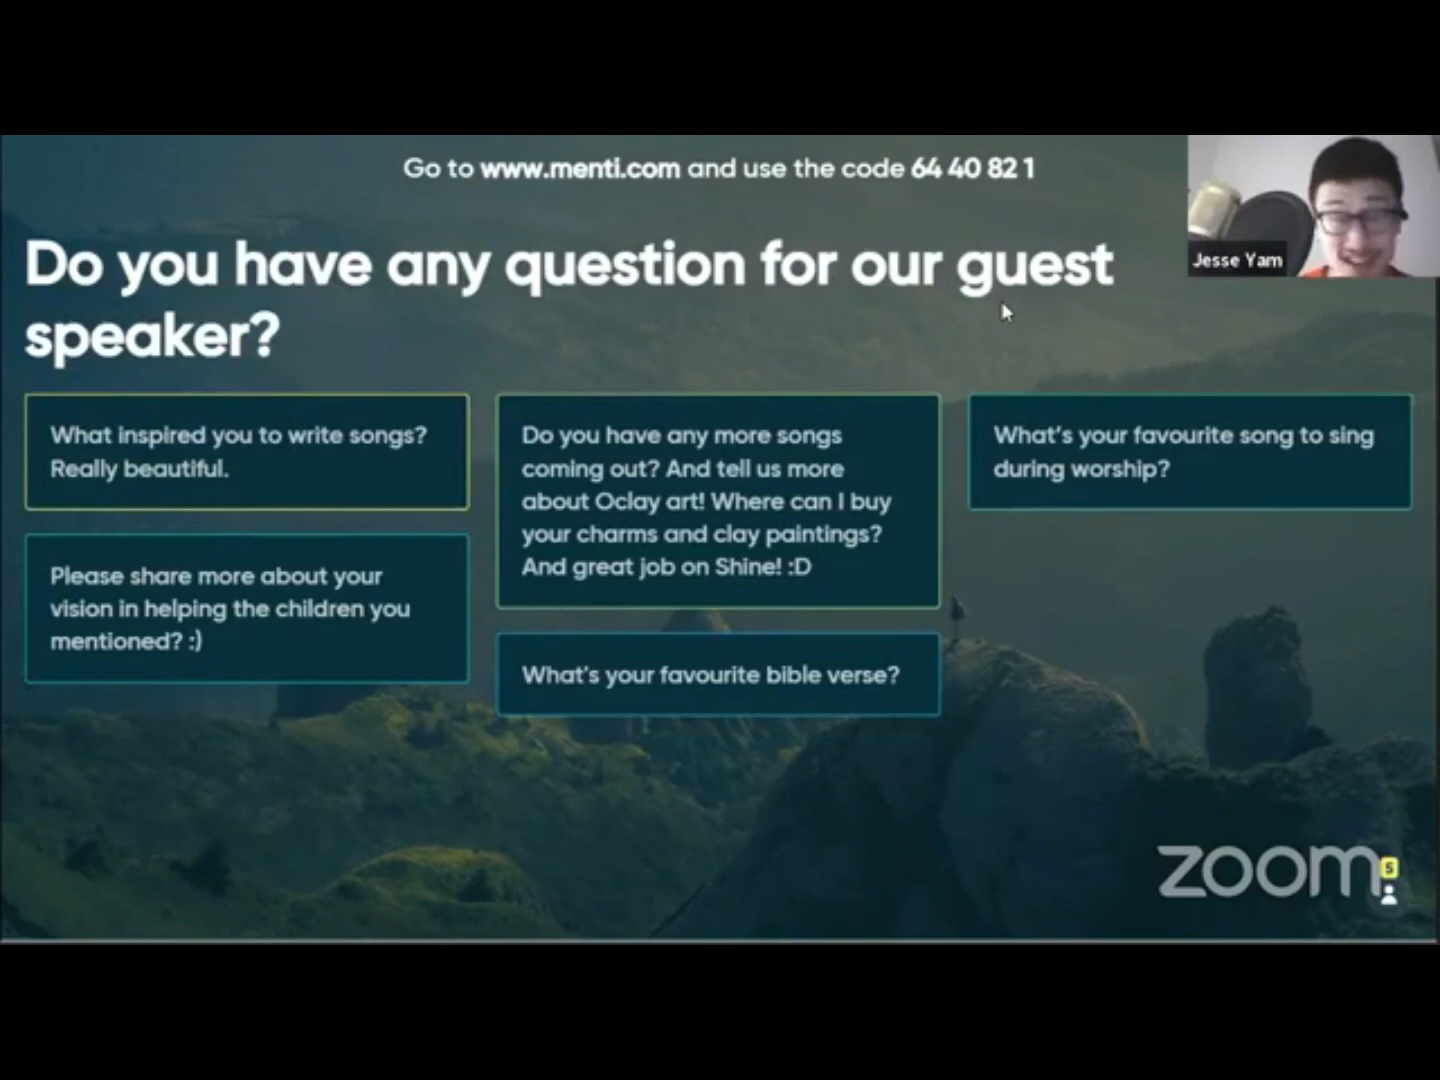 Go to www.menti.com and use the code 64 40 82 1
Jesse Yam
Do you have any question for our guest
speaker?
What inspired you to write songs?
Really beautiful.
Please share more about your
vision in helping the children you
mentioned? :)
Do you have any more songs
coming out? And tell us more
about Oclay art! Where can I buy
your charms and clay paintings?
And great job on Shine! :D
What's your favourite bible verse?
What's your favourite song to sing
during worship?
zoom
5